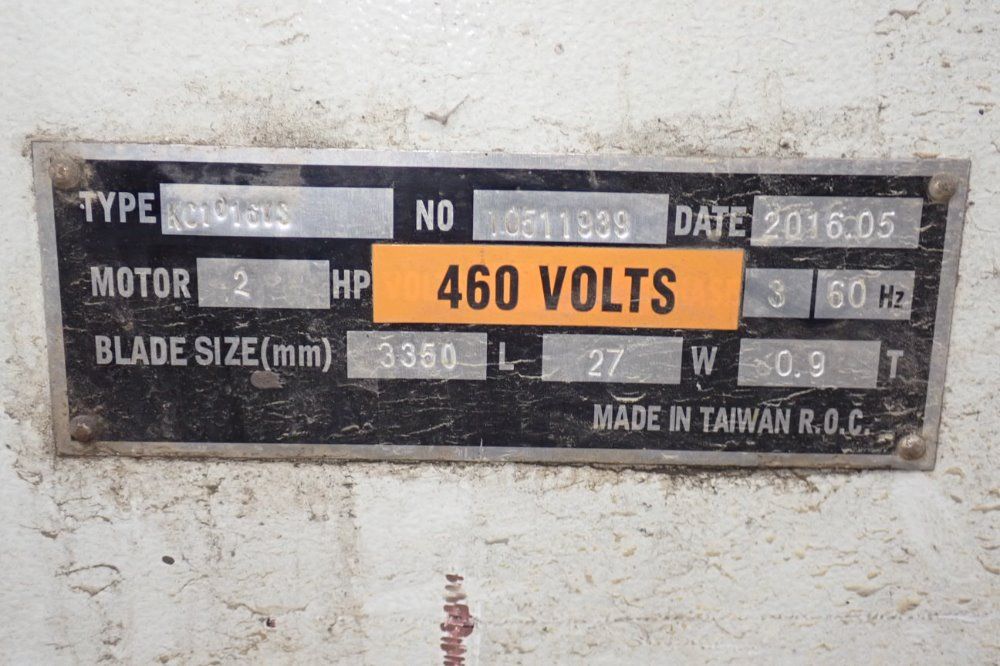 TYPE NO 10511939 DATE 2016.05
MOTOR 2 HP 460 VOLTS 3 60 Hz
BLADE SIZE(mm) 3350 L 27 W 0.9 T
MADE IN TAIWAN R.O.C.